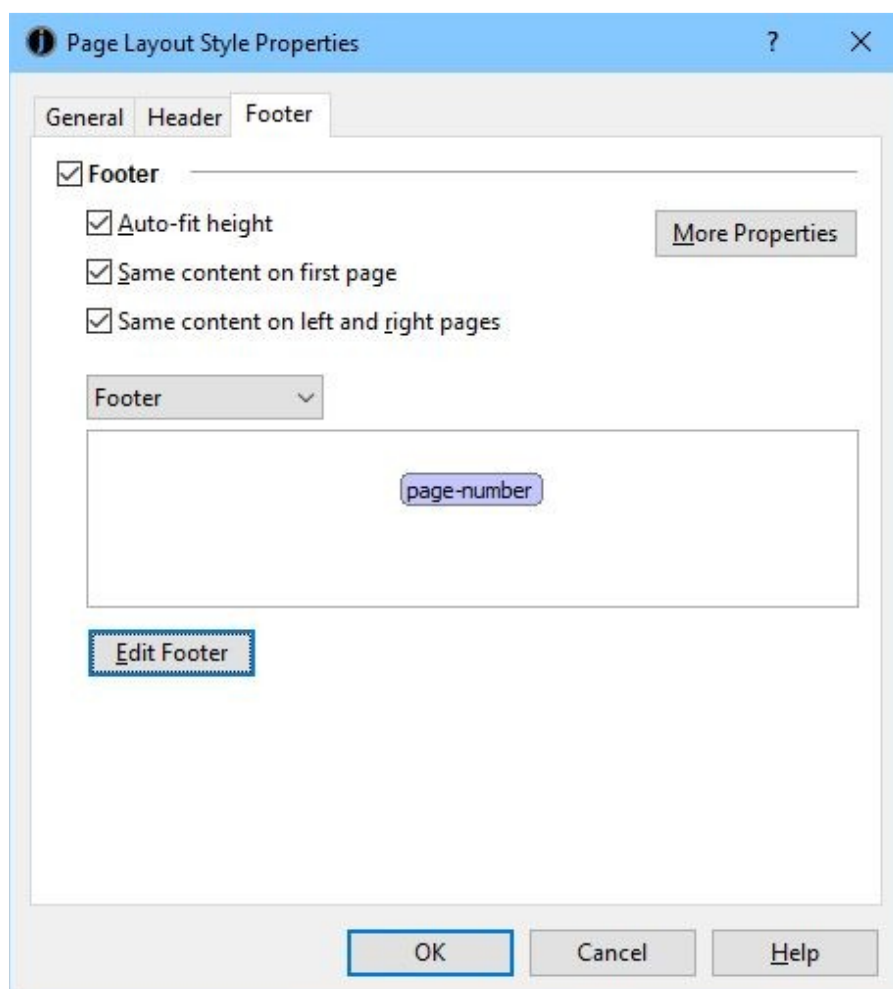 Page Layout Style Properties ?
General Header Footer
Footer
Auto-fit height
More Properties
Same content on first page
Same content on left and right pages
Footer
page-number
Edit Footer
OK Cancel Help